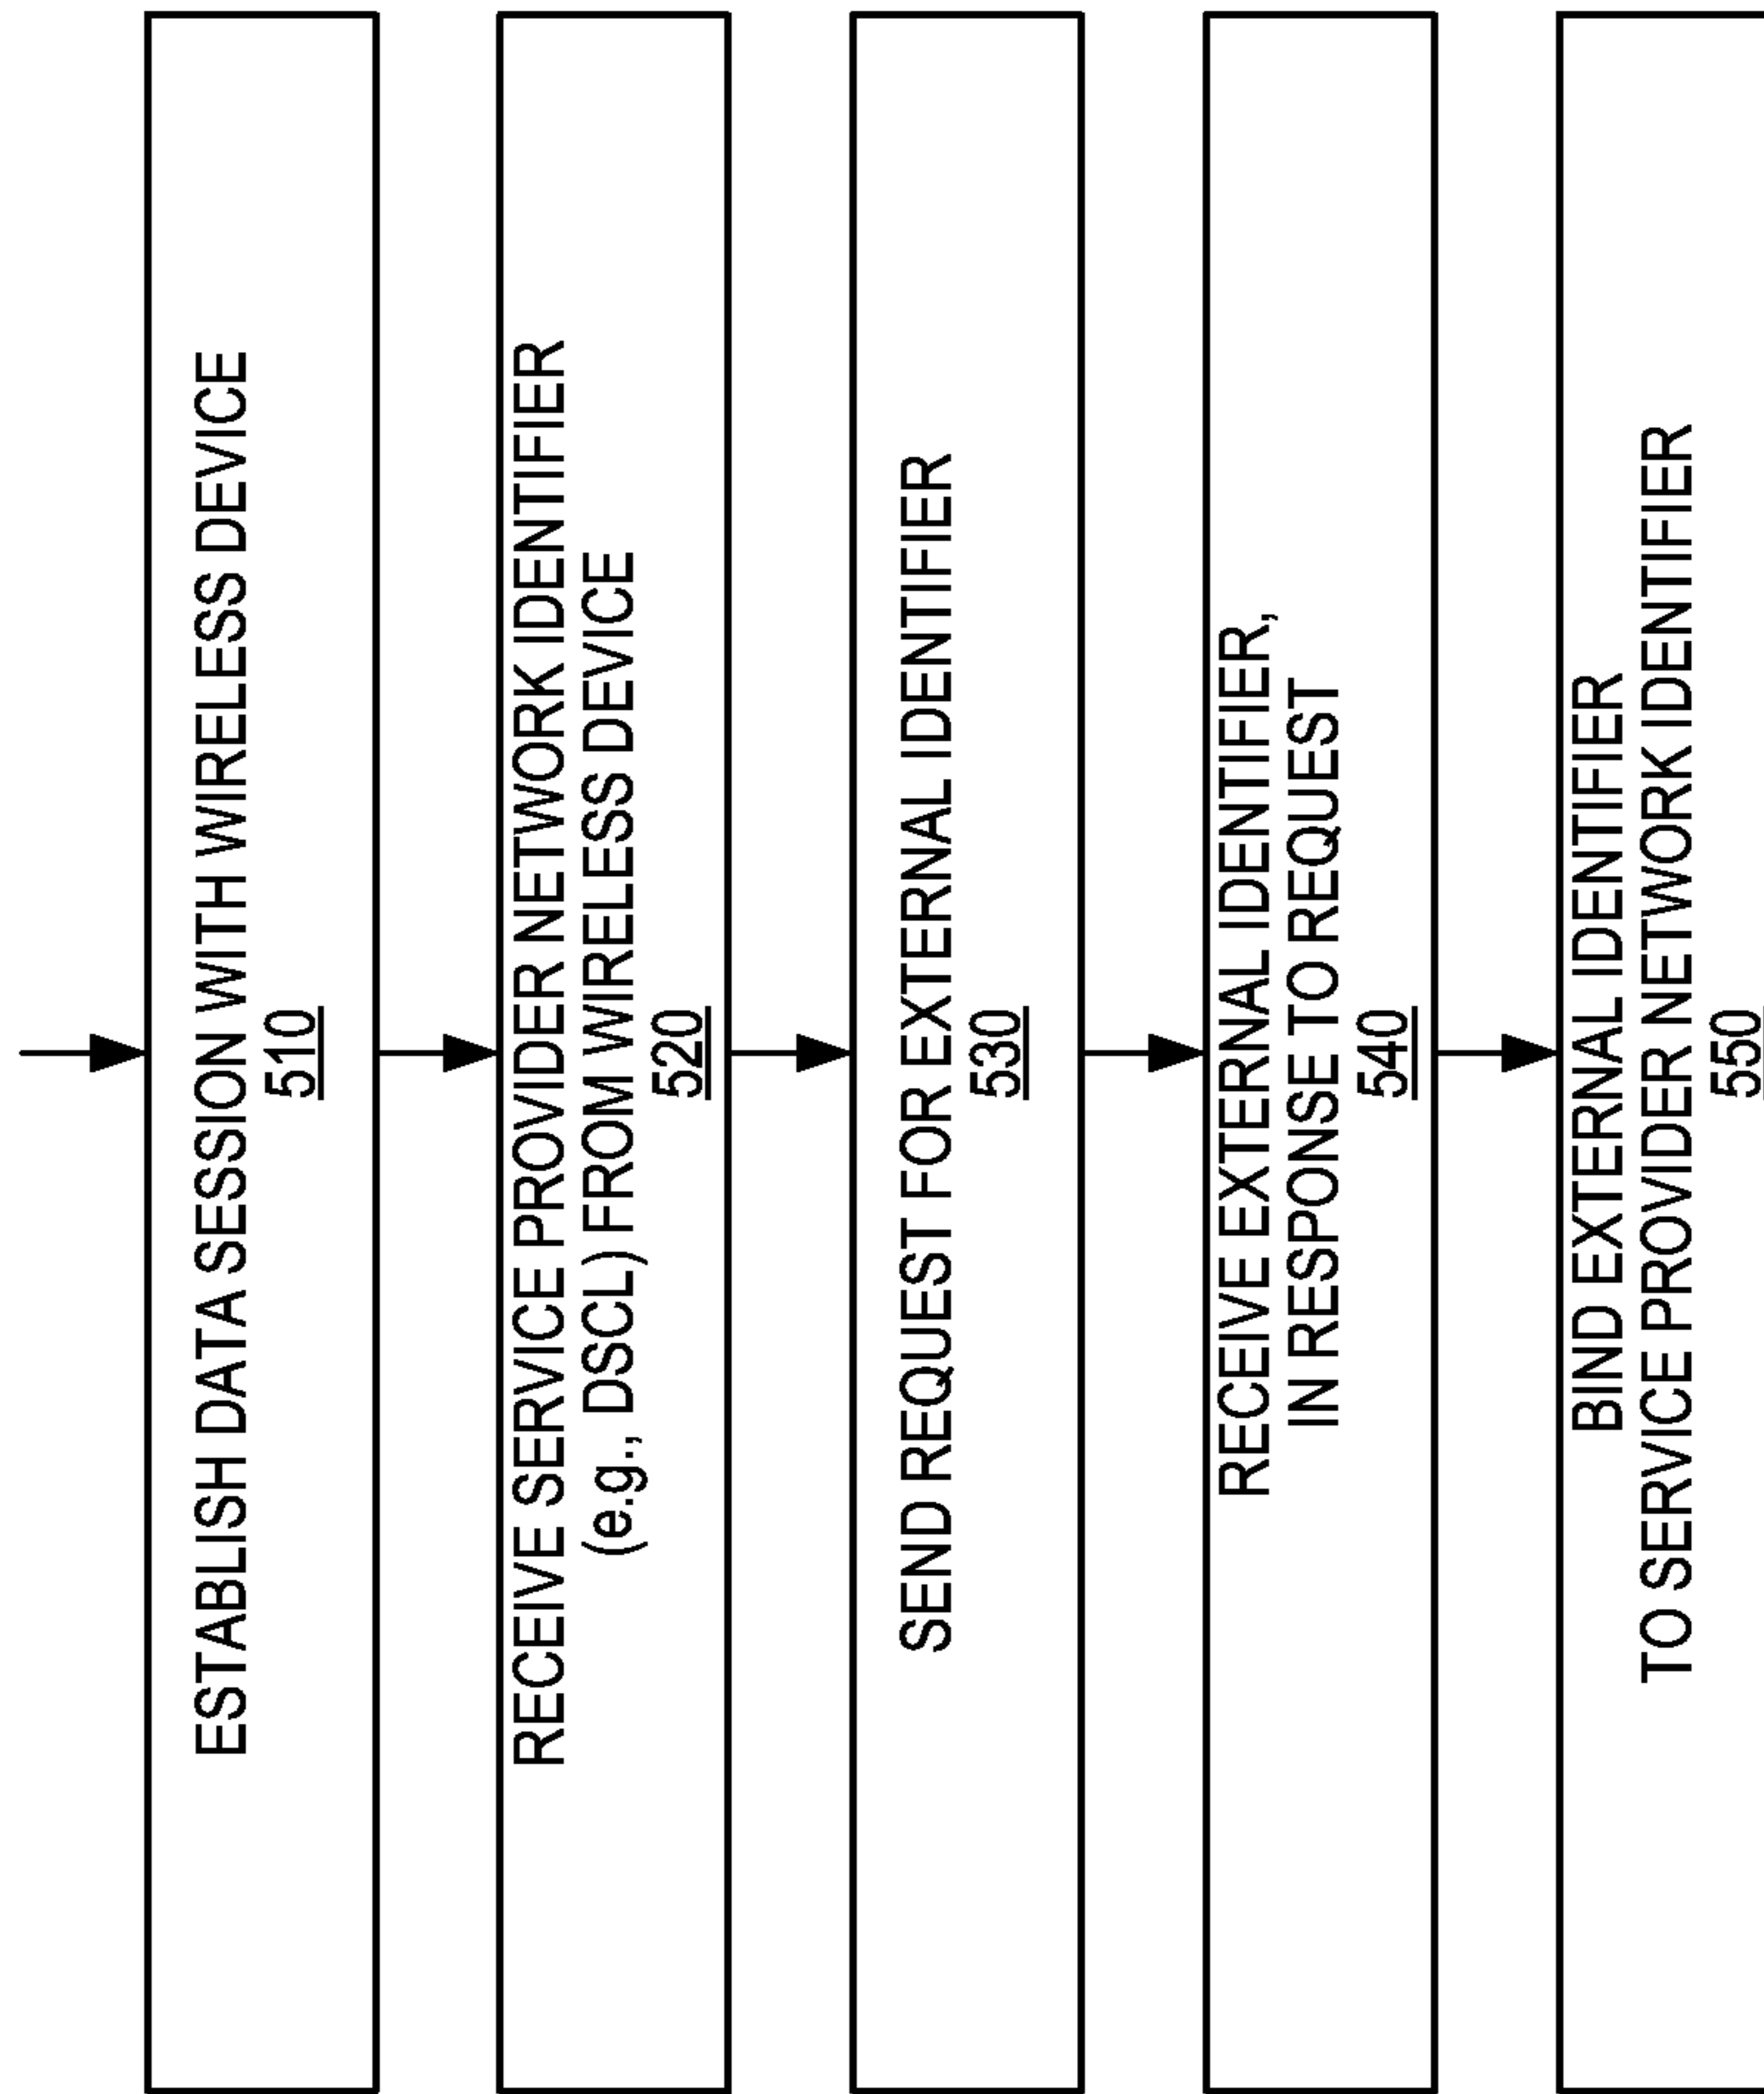 ESTABLISH DATA SESSION WITH WIRELESS DEVICE
510
RECEIVE SERVICE PROVIDER NETWORK IDENTIFIER
(e.g., DSCL) FROM WIRELESS DEVICE
520
SEND REQUEST FOR EXTERNAL IDENTIFIER
530
RECEIVE EXTERNAL IDENTIFIER,
IN RESPONSE TO REQUEST
540
BIND EXTERNAL IDENTIFIER
TO SERVICE PROVIDER NETWORK IDENTIFIER
550